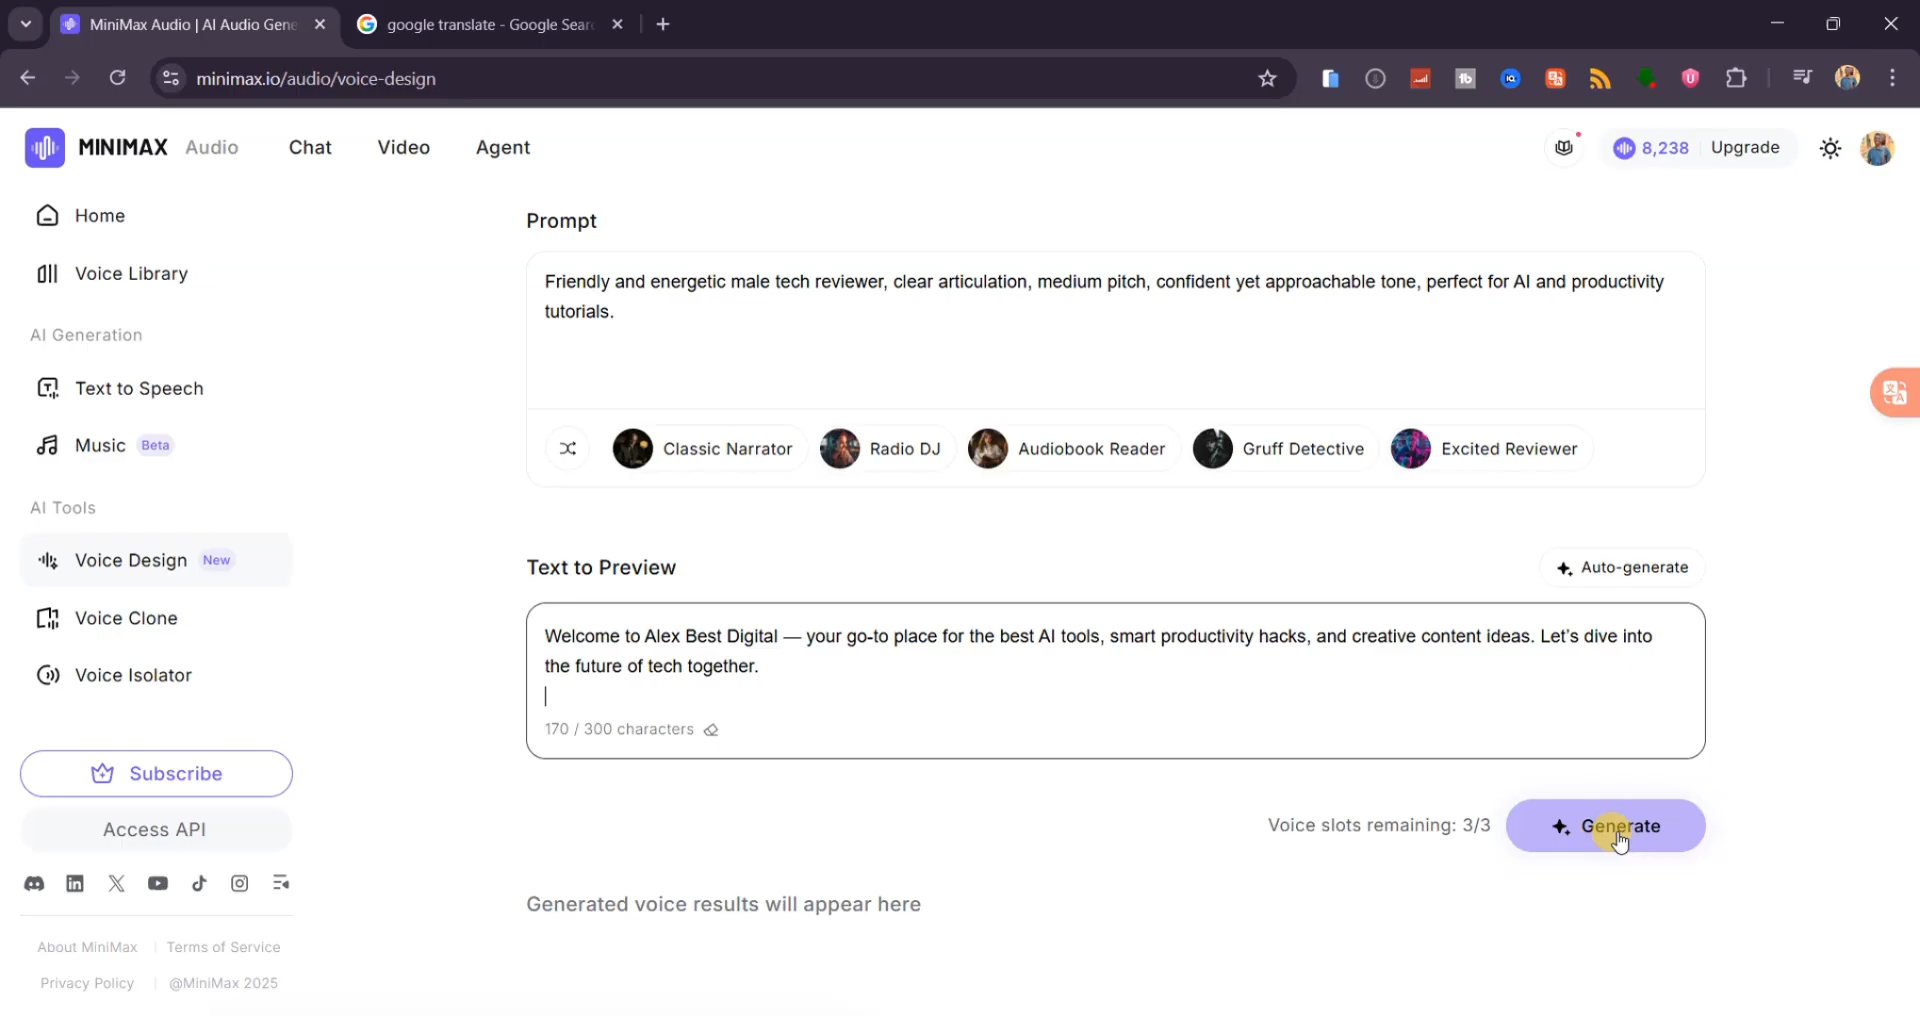 MiniMax Audio | AI Audio Gene
google translate - Google Sear
minimax.io/audio/voice-design
MINIMAX Audio
Chat
Video
Agent
8,238
Upgrade
Home
Voice Library
AI Generation
Text to Speech
Music Beta
AI Tools
Voice Design New
Voice Clone
Voice Isolator
Subscribe
Access API
About MiniMax
Terms of Service
Privacy Policy
@MiniMax 2025
Prompt
Friendly and energetic male tech reviewer, clear articulation, medium pitch, confident yet approachable tone, perfect for AI and productivity
tutorials.
Classic Narrator
Radio DJ
Audiobook Reader
Gruff Detective
Excited Reviewer
Text to Preview
Auto-generate
Welcome to Alex Best Digital — your go-to place for the best AI tools, smart productivity hacks, and creative content ideas. Let’s dive into
the future of tech together.
170 / 300 characters
Voice slots remaining: 3/3
Generate
Generated voice results will appear here